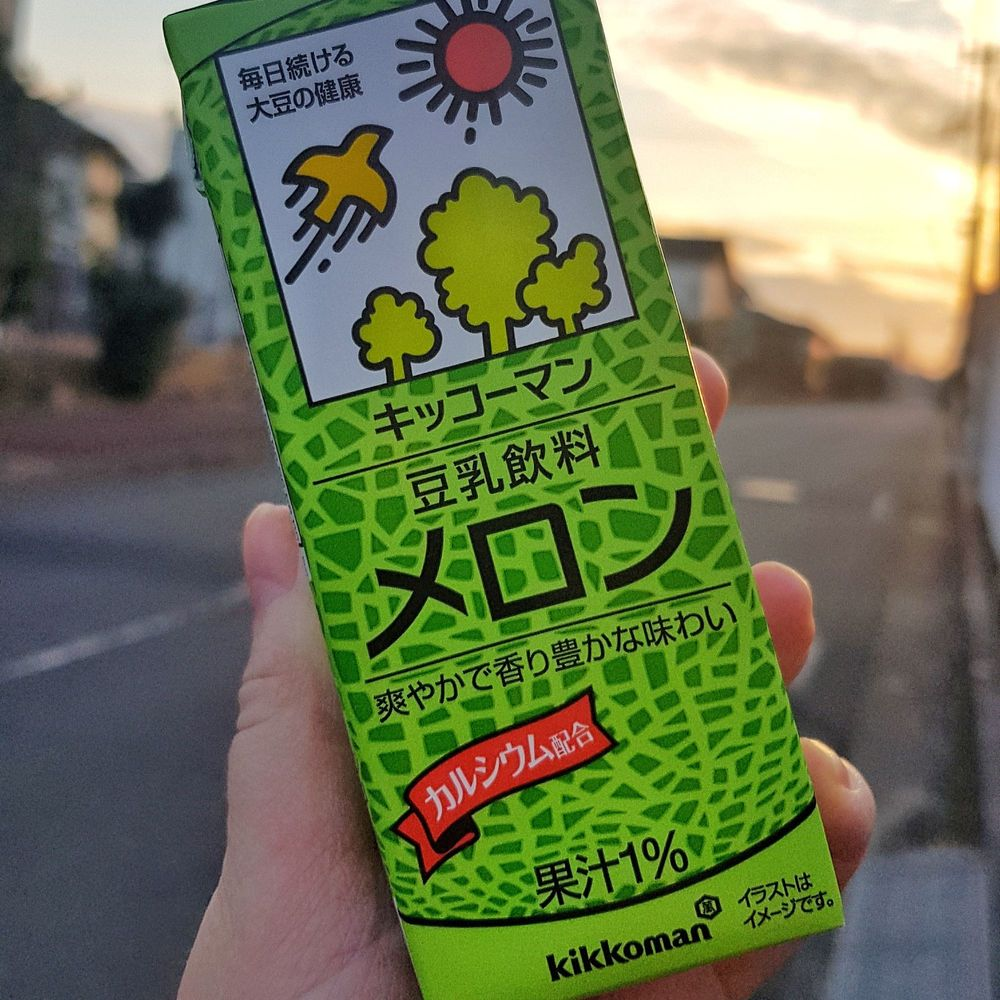 毎日続ける
大豆の健康
キッコーマン
豆乳飲料
メロン
爽やかで香り豊かな味わい
カルシウム配合
果汁1%
イラストは
イメージです。
kikkoman